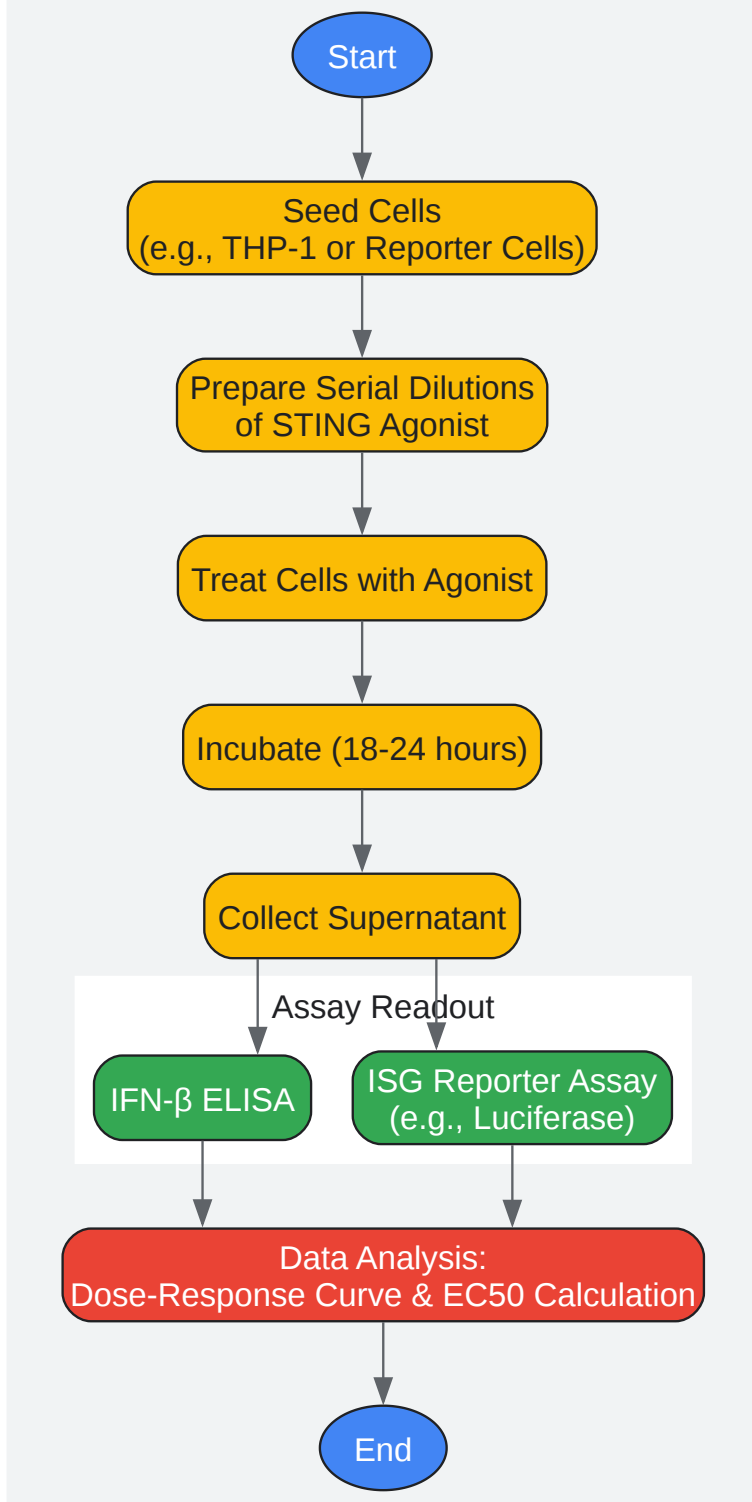 Start
Seed Cells
(e.g., THP-1 or Reporter Cells)
Prepare Serial Dilutions
of STING Agonist
Treat Cells with Agonist
Incubate (18-24 hours)
Collect Supernatant
Assay Readout
IFN-β ELISA
ISG Reporter Assay
(e.g., Luciferase)
Data Analysis:
Dose-Response Curve & EC50 Calculation
End